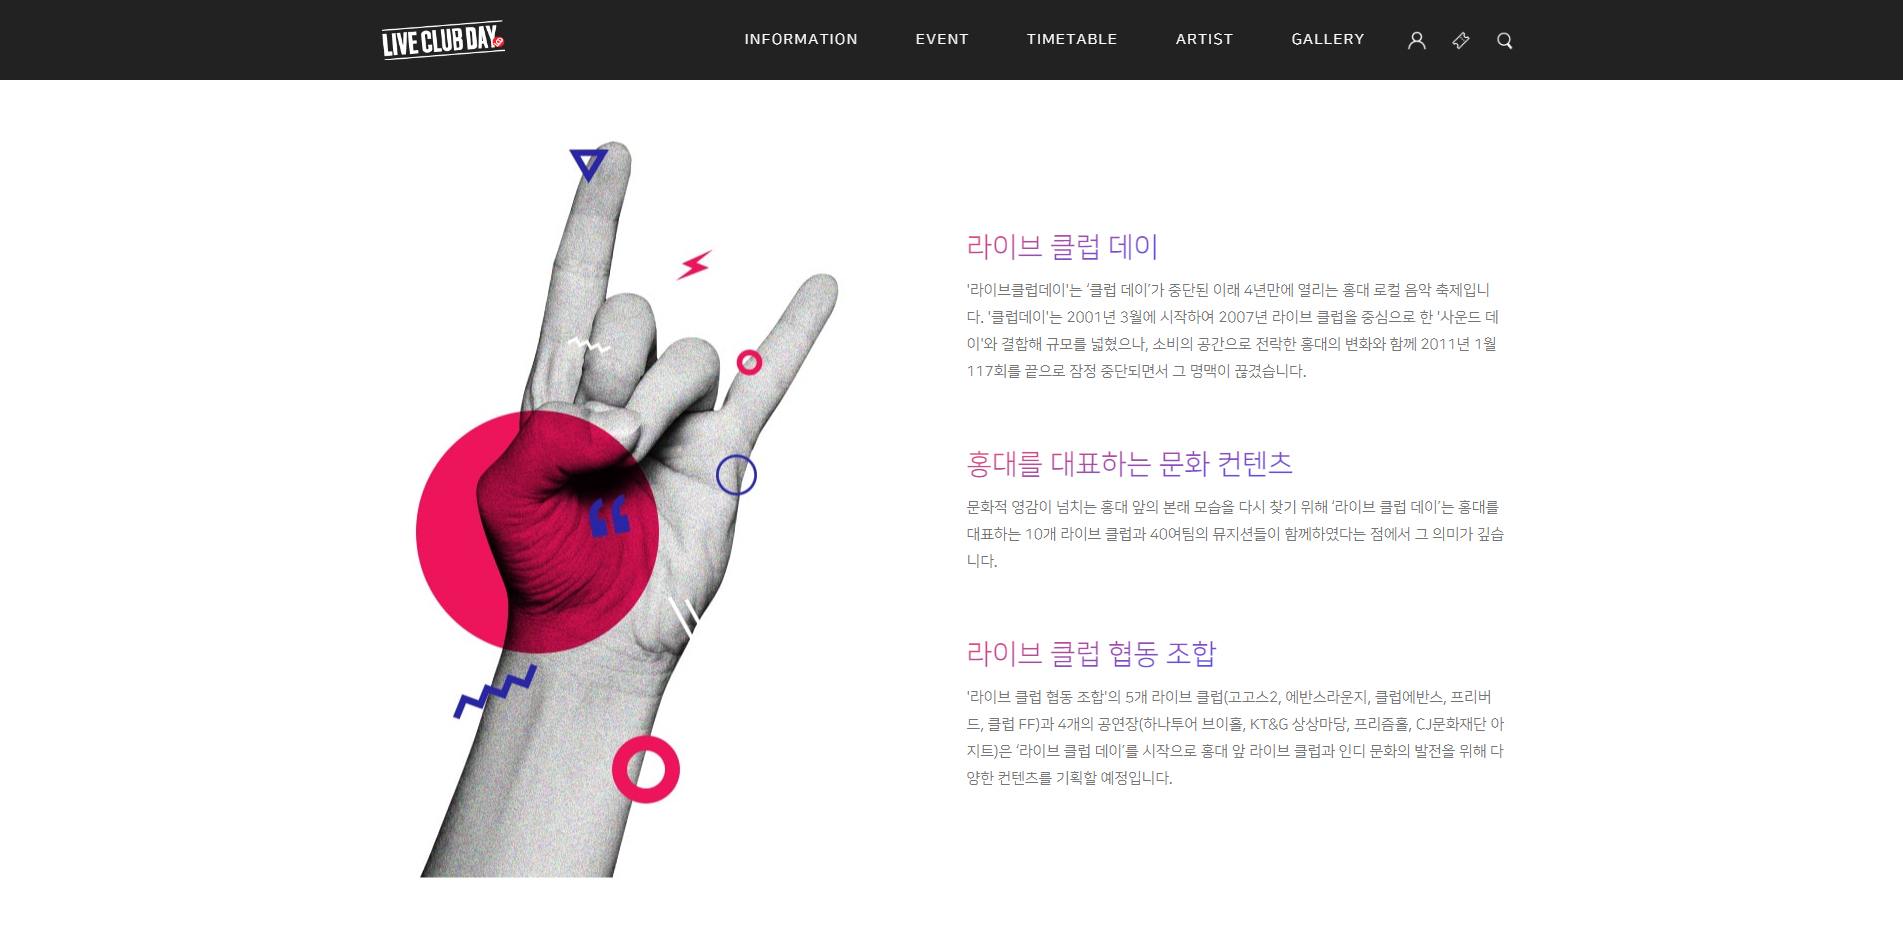 LIVE CLUB DAY
INFORMATION
EVENT
TIMETABLE
ARTIST
GALLERY
라이브 클럽 데이
'라이브클럽데이'는 ‘클럽 데이’가 중단된 이래 4년만에 열리는 홍대 로컬 음악 축제입니
다. '클럽데이'는 2001년 3월에 시작하여 2007년 라이브 클럽을 중심으로 한 '사운드 데
이'와 결합해 규모를 넓혔으나, 소비의 공간으로 전락한 홍대의 변화와 함께 2011년 1월
117회를 끝으로 잠정 중단되면서 그 명맥이 끊겼습니다.
홍대를 대표하는 문화 컨텐츠
문화적 영감이 넘치는 홍대 앞의 본래 모습을 다시 찾기 위해 ‘라이브 클럽 데이’는 홍대를
대표하는 10개 라이브 클럽과 40여팀의 뮤지션들이 함께하였다는 점에서 그 의미가 깊습
니다.
라이브 클럽 협동 조합
'라이브 클럽 협동 조합'의 5개 라이브 클럽(고고스2, 에반스라운지, 클럽에반스, 프리버
드, 클럽 FF)과 4개의 공연장(하나투어 브이홀, KT&G 상상마당, 프리즘홀, CJ문화재단 아
지트)은 ‘라이브 클럽 데이’를 시작으로 홍대 앞 라이브 클럽과 인디 문화의 발전을 위해 다
양한 컨텐츠를 기획할 예정입니다.